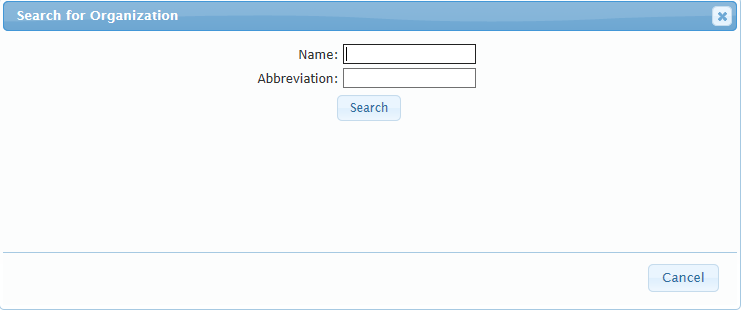 Search for Organization
Name:
Abbreviation:
Search
Cancel